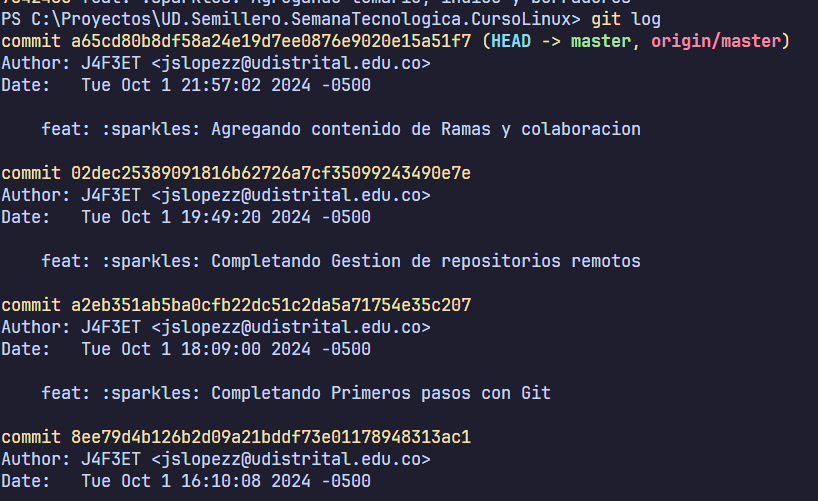 PS C:\Proyectos\UD.Semillero.SemanaTecnologica.CursoLinux> git log
commit a65cd80b8df58a24e19d7ee0876e9020e15a51f7 (HEAD -> master, origin/master)
Author: J4F3ET <jslopezz@udistrital.edu.co>
Date:   Tue Oct 1 21:57:02 2024 -0500
feat: :sparkles: Agregando contenido de Ramas y colaboracion
commit 02dec25389091816b62726a7cf35099243490e7e
Author: J4F3ET <jslopezz@udistrital.edu.co>
Date:   Tue Oct 1 19:49:20 2024 -0500
feat: :sparkles: Completando Gestion de repositorios remotos
commit a2eb351ab5ba0cfb22dc51c2da5a71754e35c207
Author: J4F3ET <jslopezz@udistrital.edu.co>
Date:   Tue Oct 1 18:09:00 2024 -0500
feat: :sparkles: Completando Primeros pasos con Git
commit 8ee79d4b126b2d09a21bddf73e01178948313ac1
Author: J4F3ET <jslopezz@udistrital.edu.co>
Date:   Tue Oct 1 16:10:08 2024 -0500